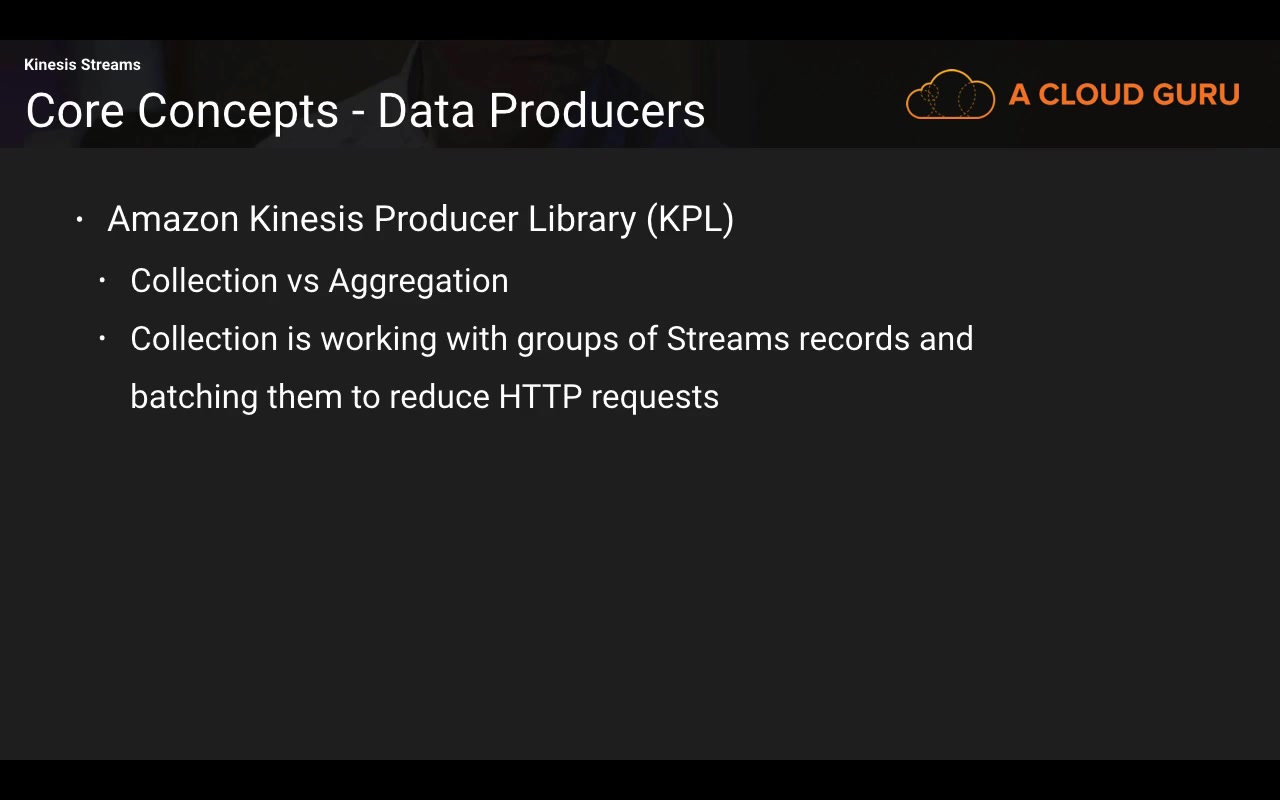 Kinesis Streams
Core Concepts - Data Producers
A CLOUD GURU
• Amazon Kinesis Producer Library (KPL)
• Collection vs Aggregation
• Collection is working with groups of Streams records and
batching them to reduce HTTP requests